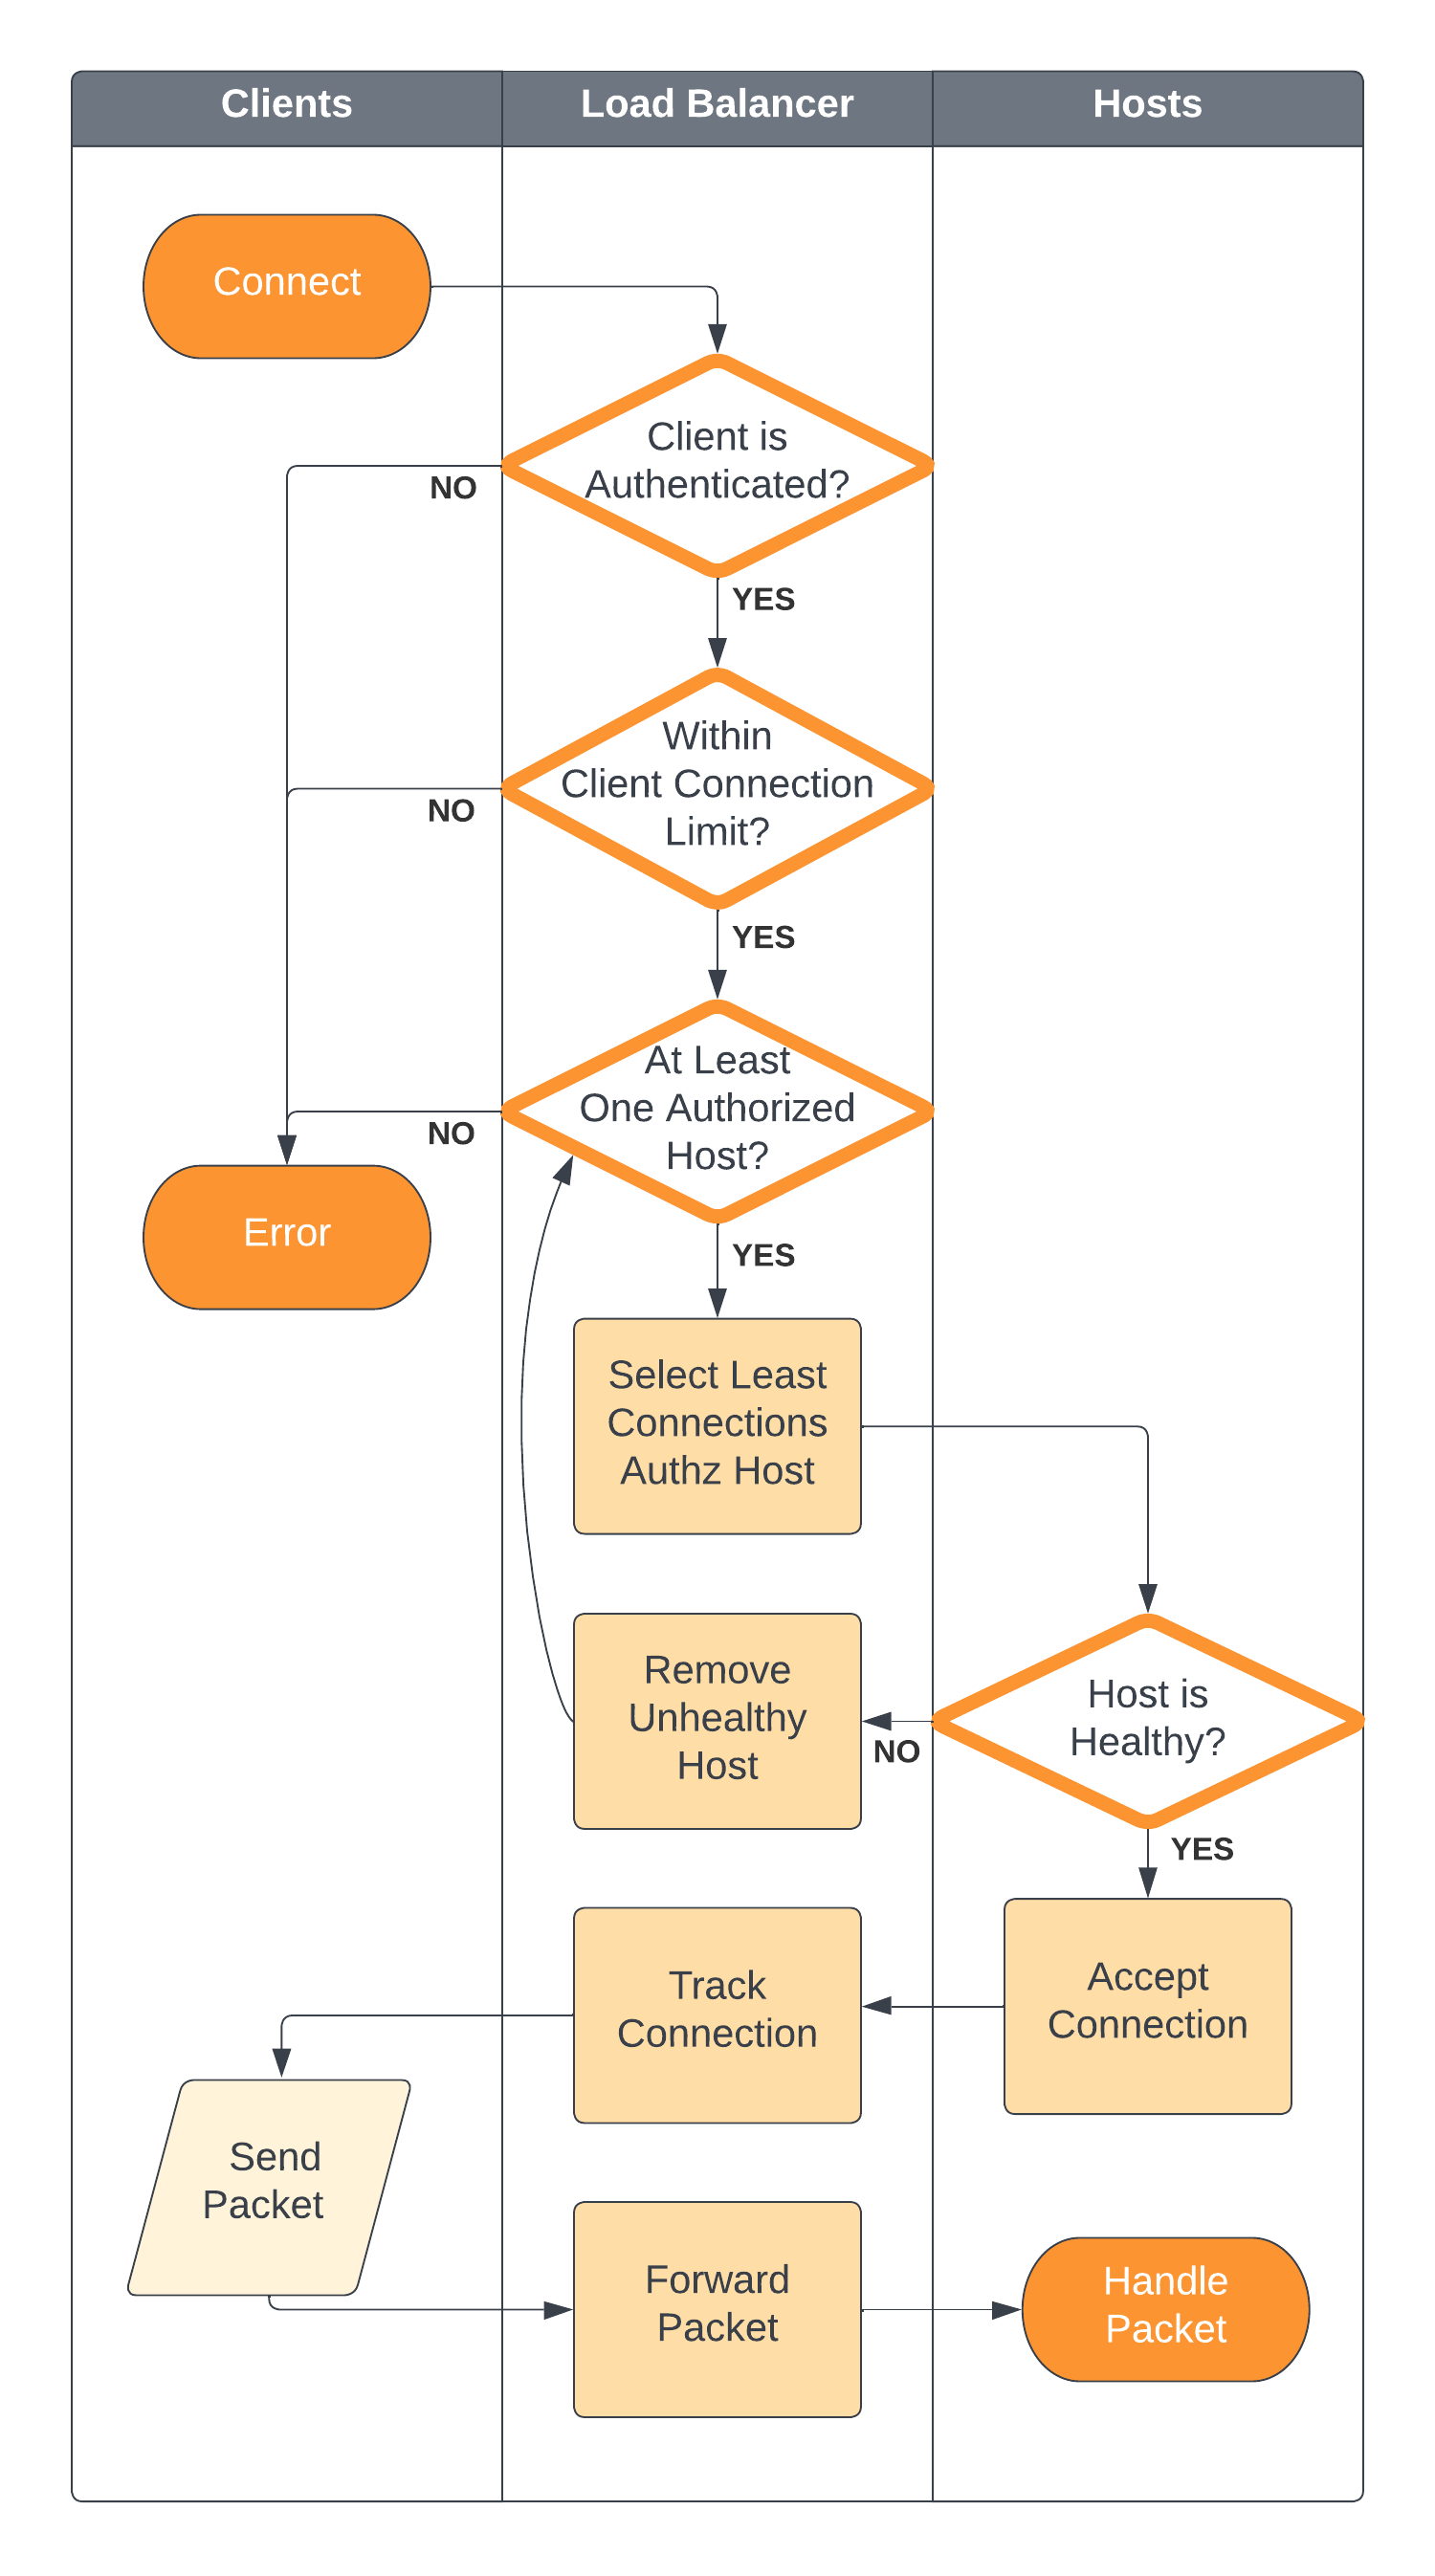 Clients
Load Balancer
Hosts
Connect
Client is
Authenticated?
NO
YES
Within
Client Connection
Limit?
NO
YES
At Least
One Authorized
Host?
NO
Error
YES
Select Least
Connections
Authz Host
Remove
Unhealthy
Host
Host is
Healthy?
NO
YES
Track
Connection
Accept
Connection
Send
Packet
Forward
Packet
Handle
Packet